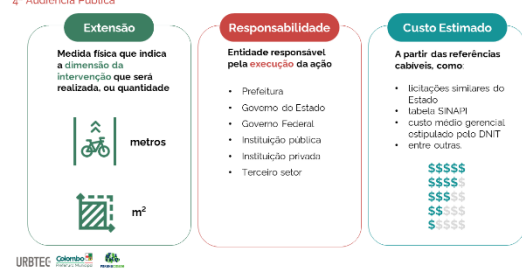 4ª Audiência Pública
Extensão
Medida física que indica
a dimensão da
intervenção que será
realizada, ou quantidade
metros
m²
Responsabilidade
Entidade responsável
pela execução da ação
• Prefeitura
• Governo do Estado
• Governo Federal
• Instituição pública
• Instituição privada
• Terceiro setor
Custo Estimado
A partir das referências
cabíveis, como:
• licitações similares do
Estado
• tabela SINAPI
• custo médio gerencial
estipulado pelo DNIT
• entre outras.
$$$$$
$$$$$
$$$$$
$$$$$
$$$$$
URBTEC
Colombo
Prefeitura Municipal